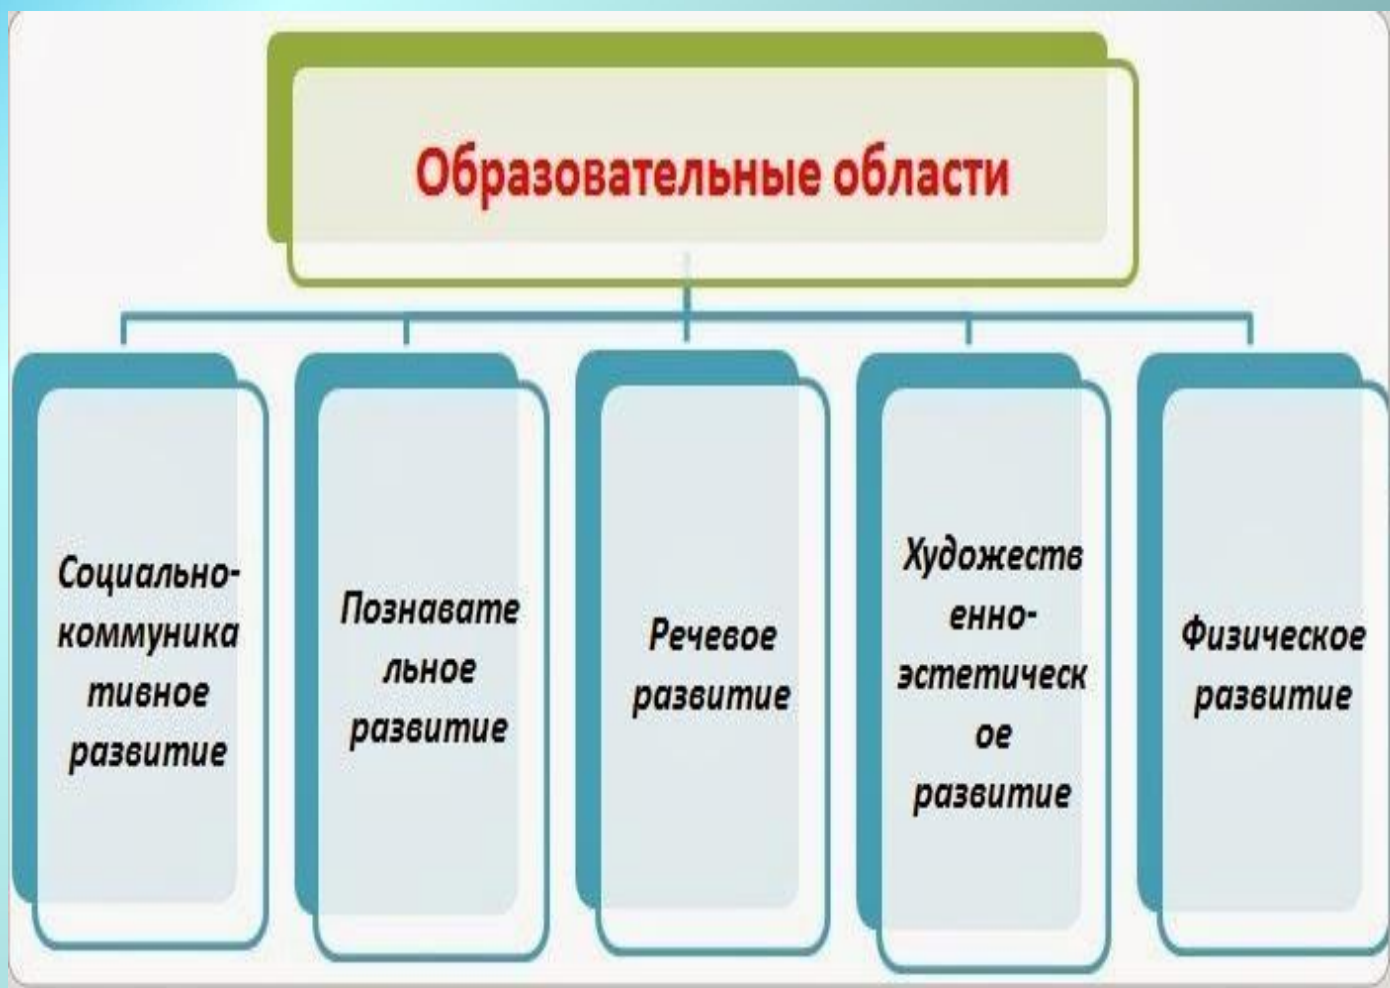 Образовательные области
Социально-
коммуника
тивное
развитие
Познавате
льное
развитие
Речевое
развитие
Художеств
енно-
эстетическ
ое
развитие
Физическое
развитие